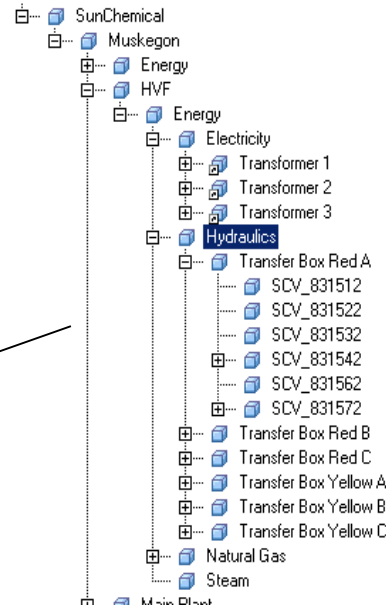 SunChemical
Muskegon
Energy
HVF
Energy
Electricity
Transformer 1
Transformer 2
Transformer 3
Hydraulics
Transfer Box Red A
SCV_831512
SCV_831522
SCV_831532
SCV_831542
SCV_831562
SCV_831572
Transfer Box Red B
Transfer Box Red C
Transfer Box Yellow A
Transfer Box Yellow B
Transfer Box Yellow C
Natural Gas
Steam
Main Plant